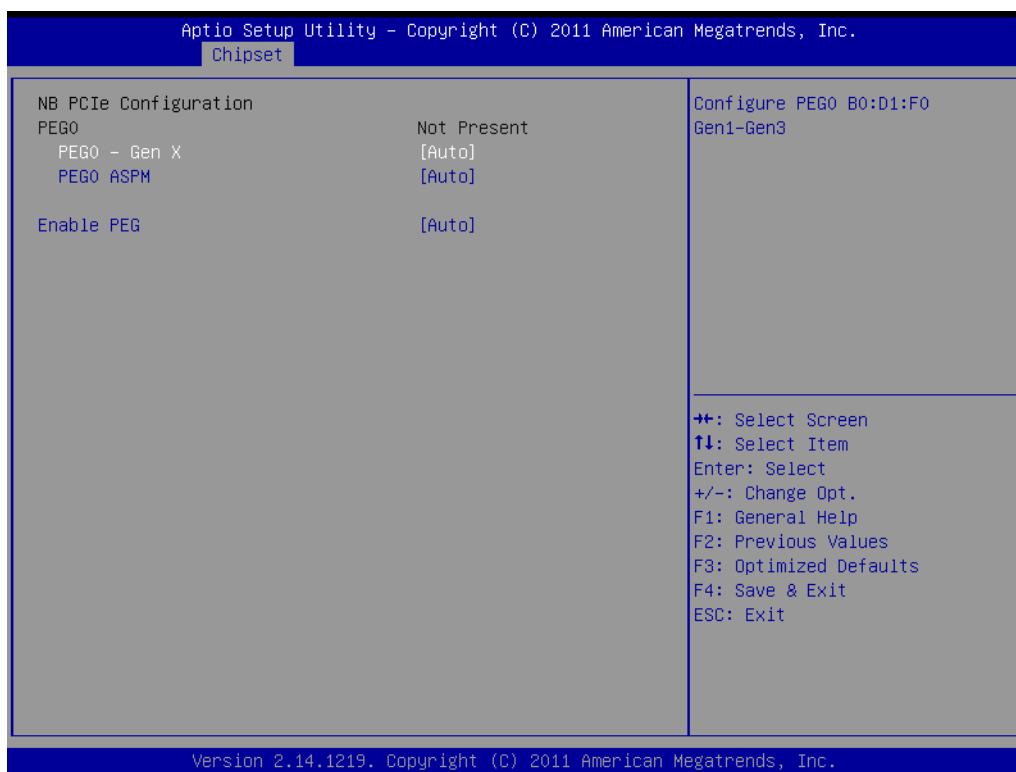 Aptio Setup Utility – Copyright (C) 2011 American Megatrends, Inc.
Chipset
NB PCIe Configuration
PEG0 Not Present
PEG0 – Gen X [Auto]
PEG0 ASPM [Auto]
Enable PEG [Auto]
Configure PEG0 B0:D1:F0
Gen1-Gen3
→←: Select Screen
↑↓: Select Item
Enter: Select
+/-: Change Opt.
F1: General Help
F2: Previous Values
F3: Optimized Defaults
F4: Save & Exit
ESC: Exit
Version 2.14.1219. Copyright (C) 2011 American Megatrends, Inc.